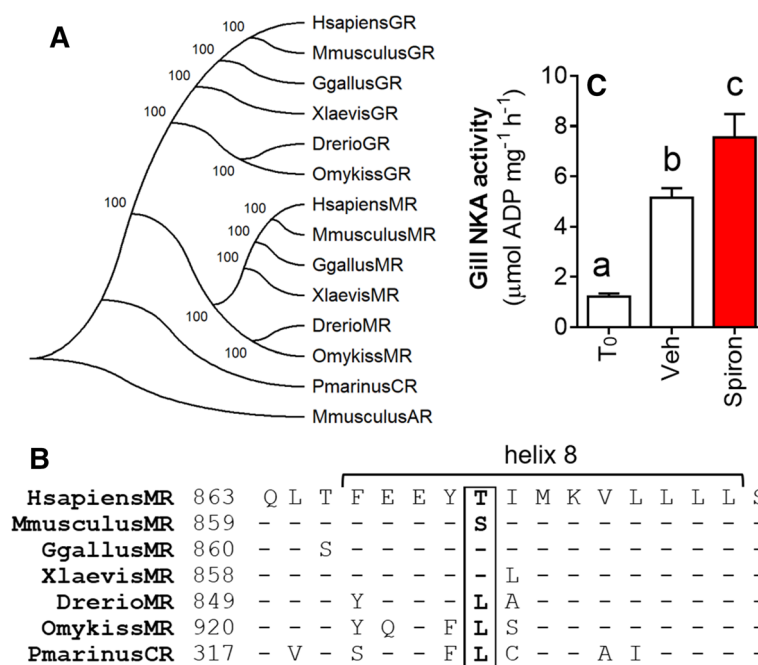 A
HsapiensGR
MmusculusGR
GgallusGR
XlaevisGR
DrerioGR
OmykissGR
HsapiensMR
MmusculusMR
GgallusMR
XlaevisMR
DrerioMR
OmykissMR
PmarinusCR
MmusculusAR
100
100
100
100
100
100
100
100
100
100
100
C
Gill NKA activity
(µmol ADP mg⁻¹ h⁻¹)
10
8
6
4
2
0
a
b
c
T₀
Veh
Spiron
B
helix 8
HsapiensMR 863 Q L T F E E Y T I M K V L L L L S
MmusculusMR 859 - - - - - - - S - - - - - - - - -
GgallusMR 860 - - S - - - - - - - - - - - - - -
XlaevisMR 858 - - - - - - - - L - - - - - - - -
DrerioMR 849 - - - Y - - - L A - - - - - - - -
OmykissMR 920 - - - Y Q - F L S - - - - - - - -
PmarinusCR 317 - V - S - - F L C - - A I - - - -